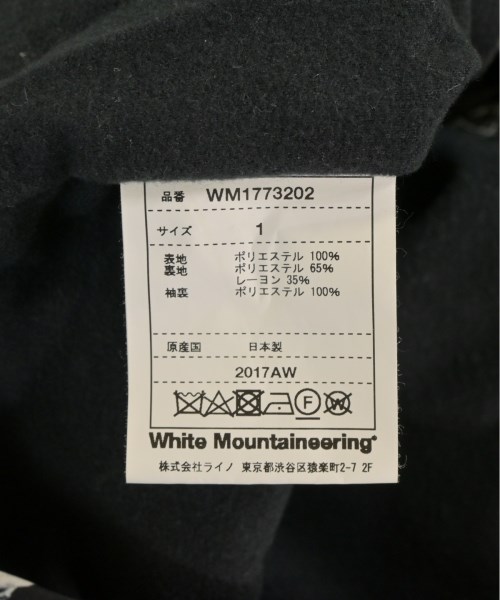 品番 WM1773202
サイズ 1
表地 ポリエステル 100%
裏地 ポリエステル 65%
レーヨン 35%
袖裏 ポリエステル 100%
原産国 日本製
2017AW
F W
White Mountaineering®
株式会社ライノ 東京都渋谷区猿楽町2-7 2F